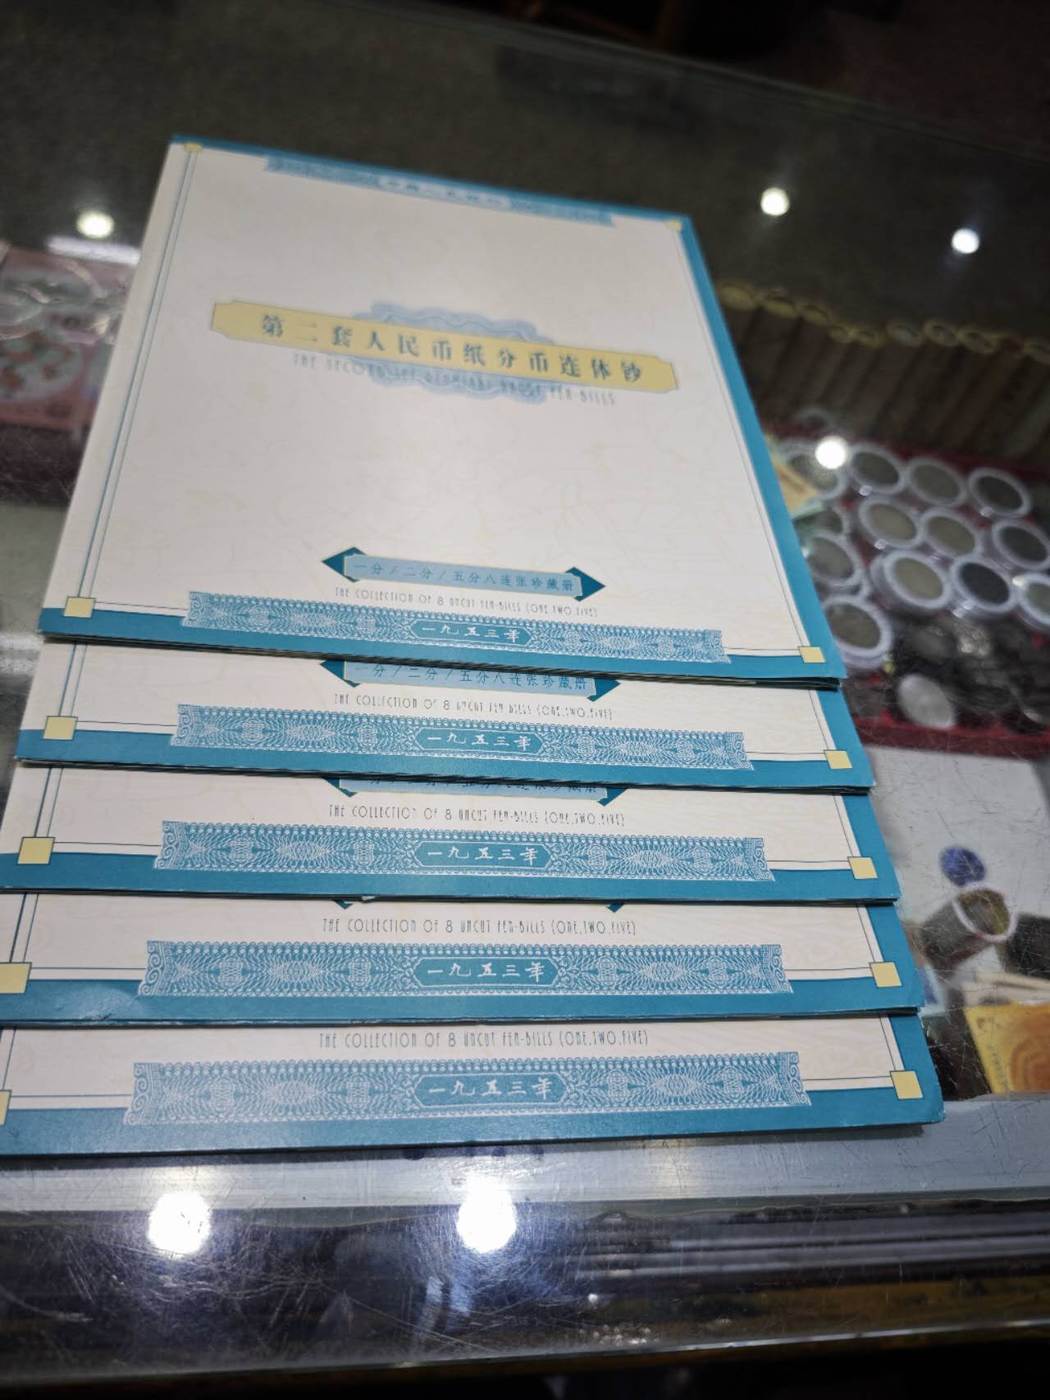 第二套人民币纸分币连体钞
一分/二分/五分八连张珍藏册
THE COLLECTION OF 8 UNCUT FEN-BILLS (ONE,TWO,FIVE)
一九五三年
一分/二分/五分八连张珍藏册
THE COLLECTION OF 8 UNCUT FEN-BILLS (ONE,TWO,FIVE)
一九五三年
THE COLLECTION OF 8 UNCUT FEN-BILLS (ONE,TWO,FIVE)
一九五三年
THE COLLECTION OF 8 UNCUT FEN-BILLS (ONE,TWO,FIVE)
一九五三年
THE COLLECTION OF 8 UNCUT FEN-BILLS (ONE,TWO,FIVE)
一九五三年